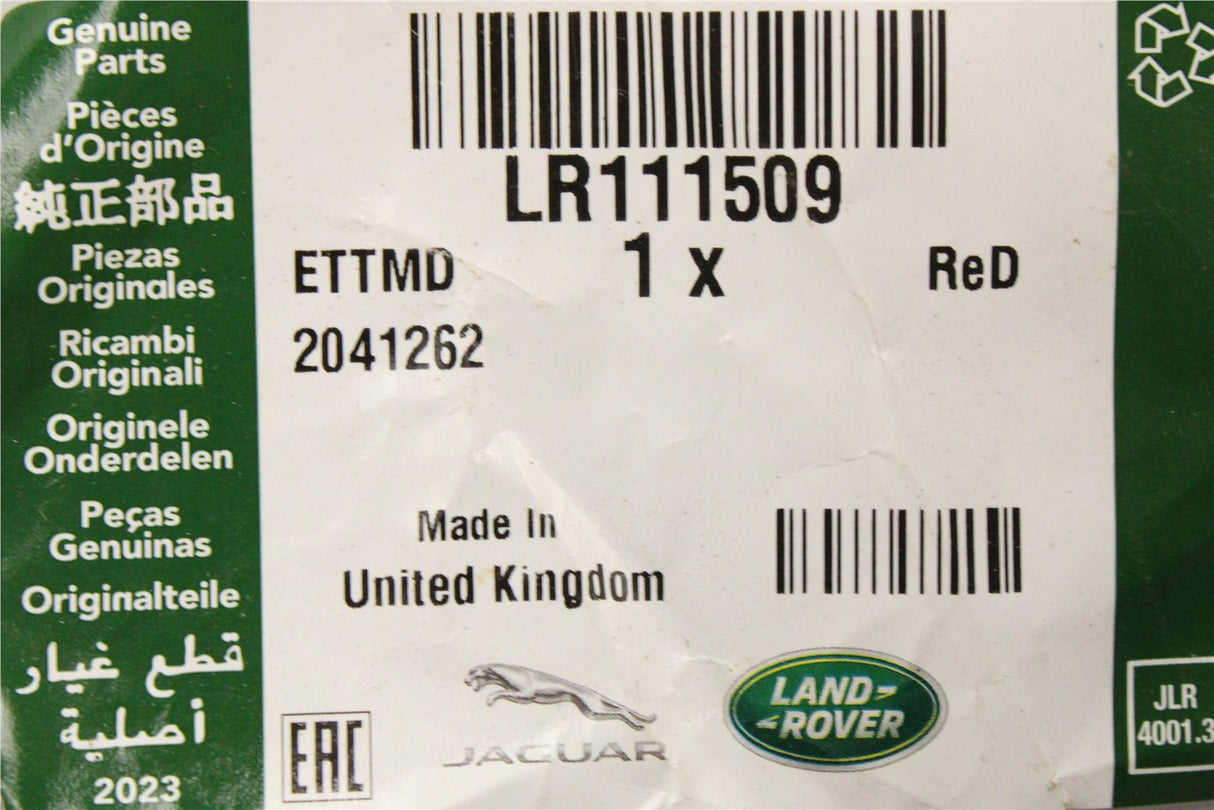 Genuine
Parts
Pièces
d'Origine
純正部品
Piezas
Originales
Ricambi
Originali
Originele
Onderdelen
Peças
Genuinas
Originalteile
قطع غيار
أصلية
2023
LR111509
ETTMD 1 x ReD
2041262
Made In
United Kingdom
EAC
JAGUAR
LAND-
-ROVER
JLR
4001.3